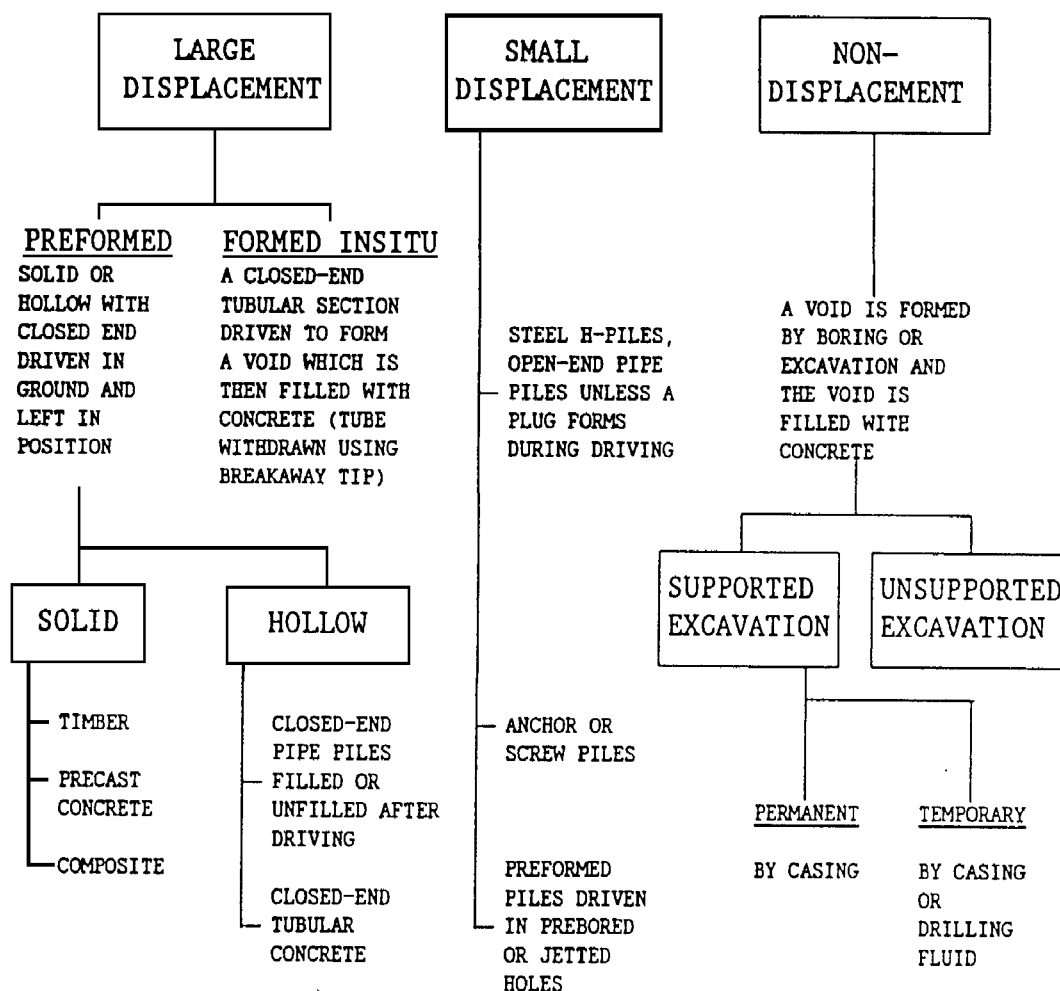 LARGE
DISPLACEMENT
SMALL
DISPLACEMENT
NON-
DISPLACEMENT
PREFORMED
SOLID OR
HOLLOW WITH
CLOSED END
DRIVEN IN
GROUND AND
LEFT IN
POSITION
FORMED INSITU
A CLOSED-END
TUBULAR SECTION
DRIVEN TO FORM
A VOID WHICH IS
THEN FILLED WITH
CONCRETE (TUBE
WITHDRAWN USING
BREAKAWAY TIP)
STEEL H-PILES,
OPEN-END PIPE
PILES UNLESS A
PLUG FORMS
DURING DRIVING
A VOID IS FORMED
BY BORING OR
EXCAVATION AND
THE VOID IS
FILLED WITH
CONCRETE
SOLID
HOLLOW
SUPPORTED
EXCAVATION
UNSUPPORTED
EXCAVATION
TIMBER
PRECAST
CONCRETE
COMPOSITE
CLOSED-END
PIPE PILES
FILLED OR
UNFILLED AFTER
DRIVING
CLOSED-END
TUBULAR
CONCRETE
ANCHOR OR
SCREW PILES
PREFORMED
PILES DRIVEN
IN PREBORED
OR JETTED
HOLES
PERMANENT
BY CASING
TEMPORARY
BY CASING
OR
DRILLING
FLUID